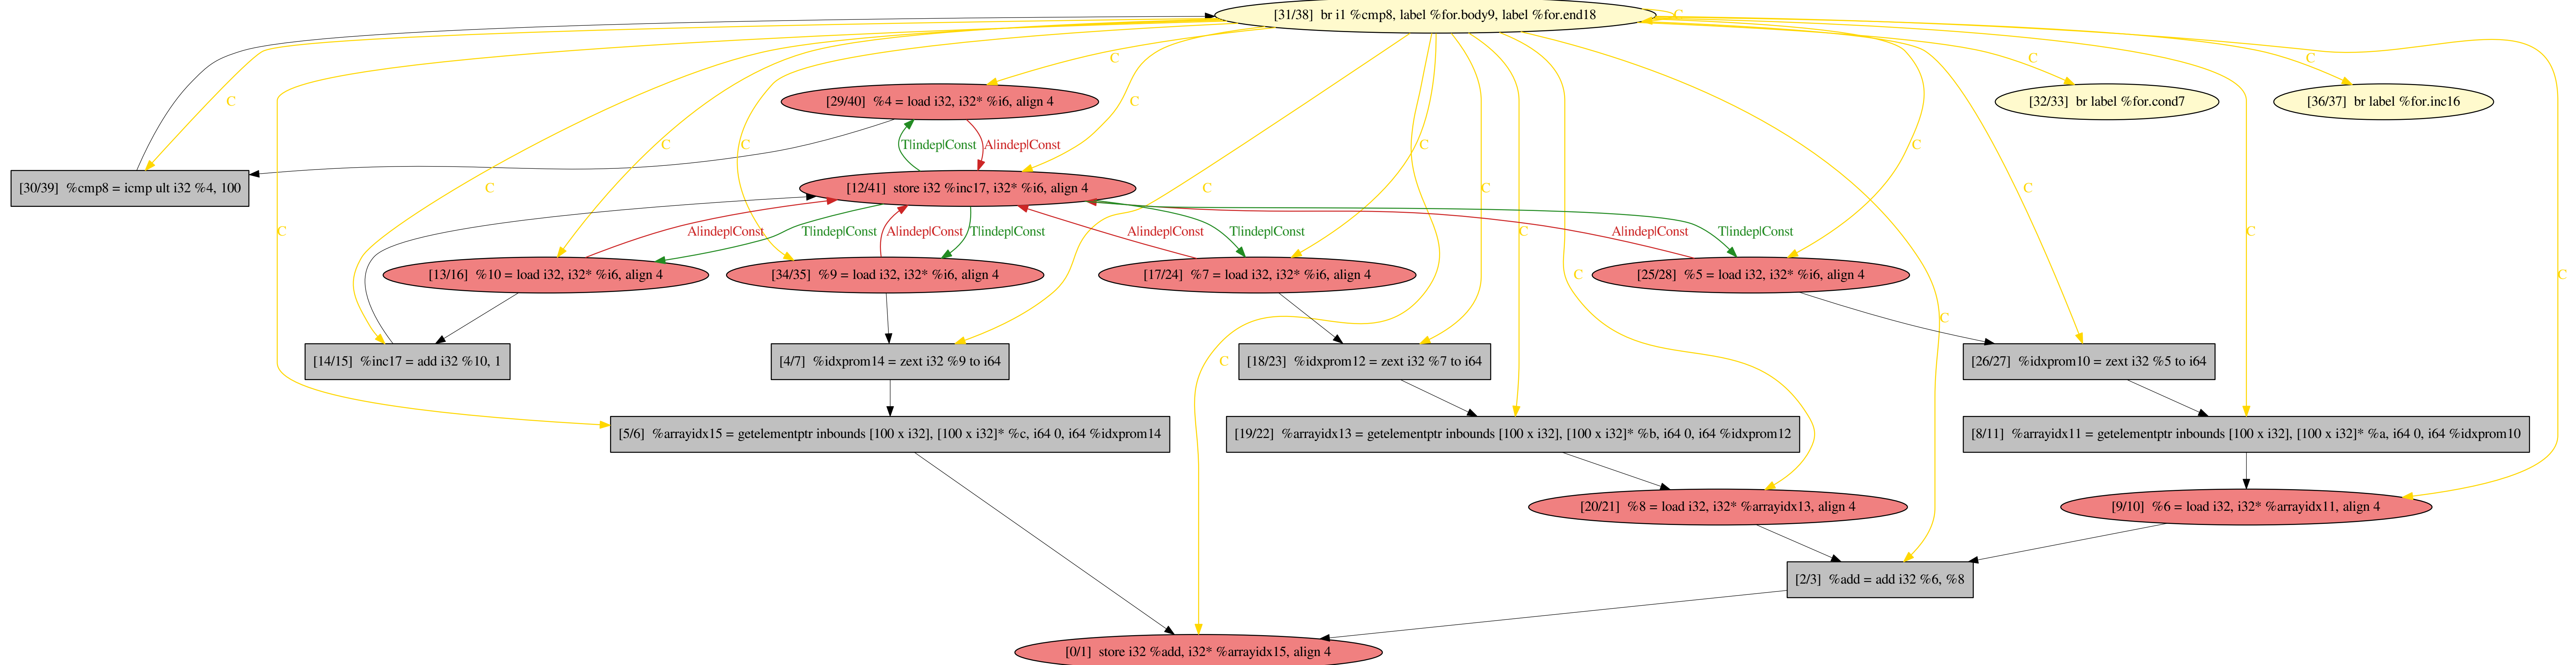 [31/38] br i1 %cmp8, label %for.body9, label %for.end18
C
C
C
C
[29/40] %4 = load i32, i32* %i6, align 4
[32/33] br label %for.cond7
[36/37] br label %for.inc16
C
C
T|indep|Const
A|indep|Const
C
C
C
C
[30/39] %cmp8 = icmp ult i32 %4, 100
[12/41] store i32 %inc17, i32* %i6, align 4
C
C
C
C
C
A|indep|Const
T|indep|Const
A|indep|Const
T|indep|Const
A|indep|Const
T|indep|Const
C
A|indep|Const
T|indep|Const
C
[13/16] %10 = load i32, i32* %i6, align 4
[34/35] %9 = load i32, i32* %i6, align 4
[17/24] %7 = load i32, i32* %i6, align 4
C
[25/28] %5 = load i32, i32* %i6, align 4
C
C
[14/15] %inc17 = add i32 %10, 1
[4/7] %idxprom14 = zext i32 %9 to i64
C
[18/23] %idxprom12 = zext i32 %7 to i64
[26/27] %idxprom10 = zext i32 %5 to i64
[5/6] %arrayidx15 = getelementptr inbounds [100 x i32], [100 x i32]* %c, i64 0, i64 %idxprom14
[19/22] %arrayidx13 = getelementptr inbounds [100 x i32], [100 x i32]* %b, i64 0, i64 %idxprom12
[8/11] %arrayidx11 = getelementptr inbounds [100 x i32], [100 x i32]* %a, i64 0, i64 %idxprom10
[20/21] %8 = load i32, i32* %arrayidx13, align 4
[9/10] %6 = load i32, i32* %arrayidx11, align 4
[2/3] %add = add i32 %6, %8
[0/1] store i32 %add, i32* %arrayidx15, align 4